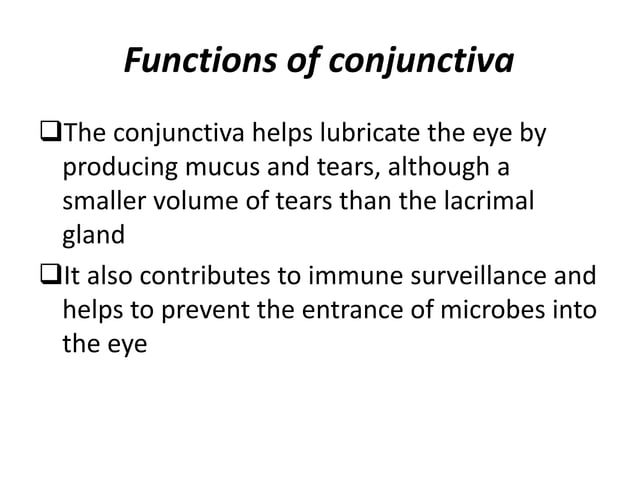 Functions of conjunctiva
❑The conjunctiva helps lubricate the eye by
producing mucus and tears, although a
smaller volume of tears than the lacrimal
gland
❑It also contributes to immune surveillance and
helps to prevent the entrance of microbes into
the eye